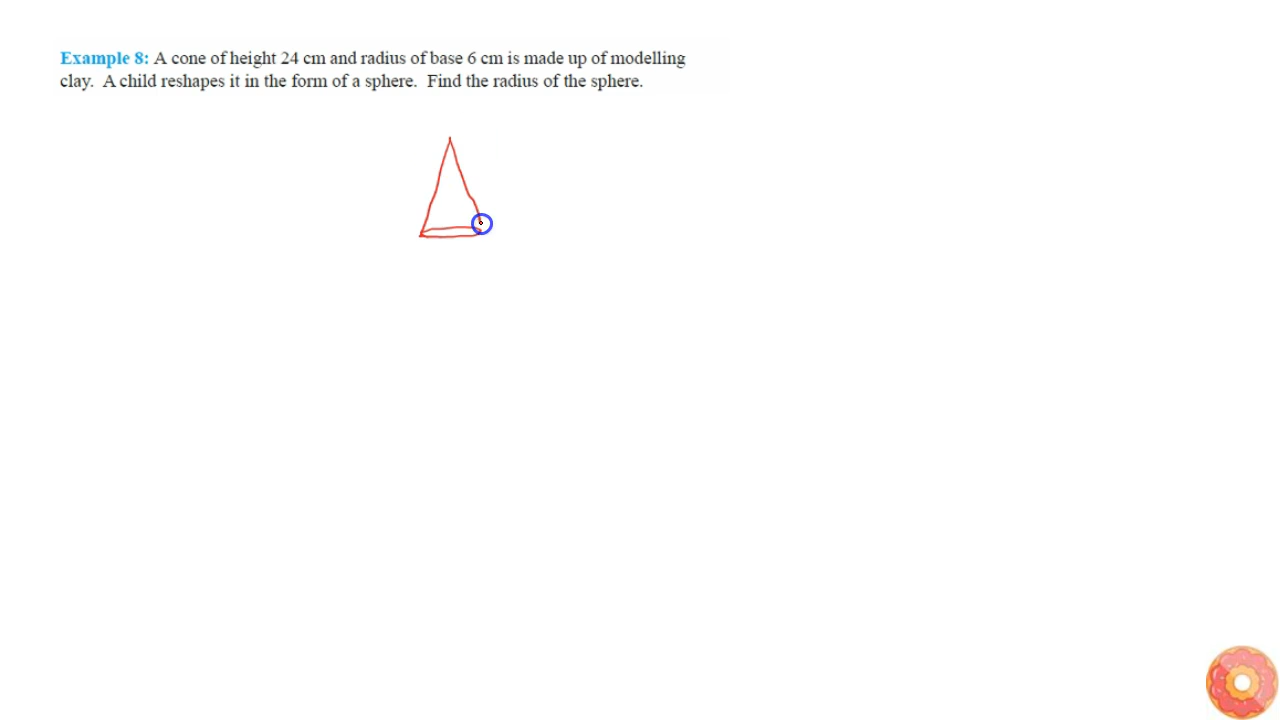 Example 8: A cone of height 24 cm and radius of base 6 cm is made up of modelling
clay. A child reshapes it in the form of a sphere. Find the radius of the sphere.